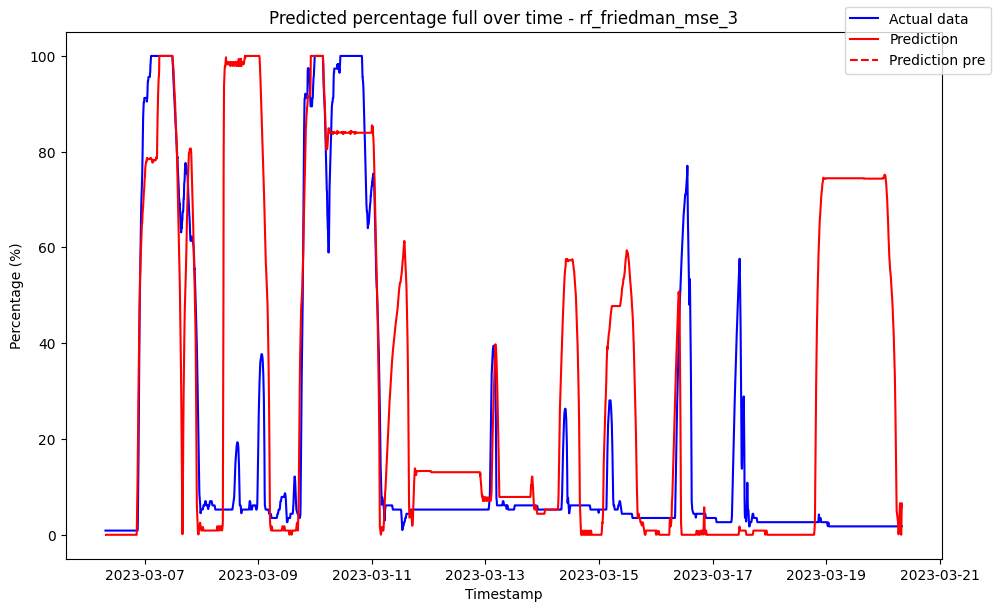 Predicted percentage full over time - rf_friedman_mse_3
Actual data
Prediction
Prediction pre
100
80
60
40
20
0
Percentage (%)
2023-03-07
2023-03-09
2023-03-11
2023-03-13
2023-03-15
2023-03-17
2023-03-19
2023-03-21
Timestamp